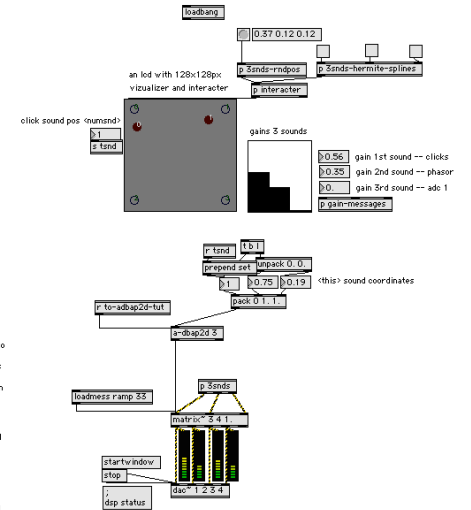 loadbang
0.37 0.12 0.12
p 3snds-rndpos
p 3snds-hermite-splines
an lcd with 128x128px
vizualizer and interacter
p interacter
click sound pos <numsnd>
1
s tsnd
gains 3 sounds
0.56 gain 1st sound -- clicks
0.35 gain 2nd sound -- phasor
0. gain 3rd sound -- adc 1
p gain-messages
r tsnd
t b l
prepend set
unpack 0. 0.
1
0.75
0.19
<this> sound coordinates
r to-adbap2d-tut
pack 0 1. 1.
a-dbap2d 3
p 3snds
loadmess ramp 33
matrix~ 3 4 1.
startwindow
stop
dac~ 1 2 3 4
;
dsp status